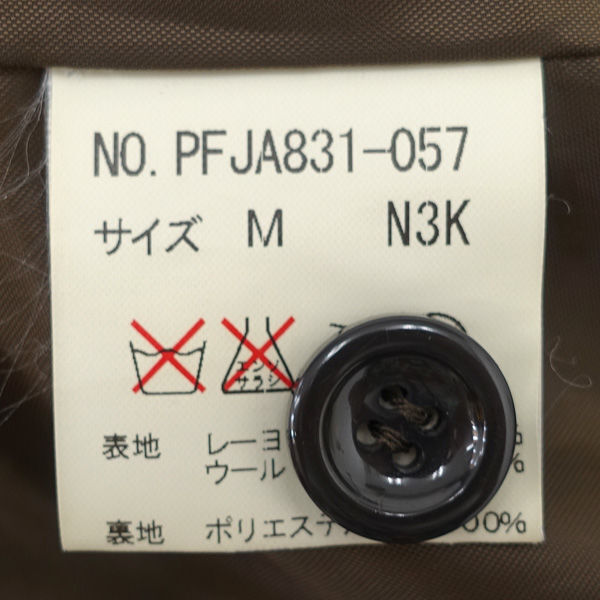 NO. PFJA831-057
サイズ M N3K
エンソ
サラシ
表地 レーヨ %
ウール %
裏地 ポリエステ 00%